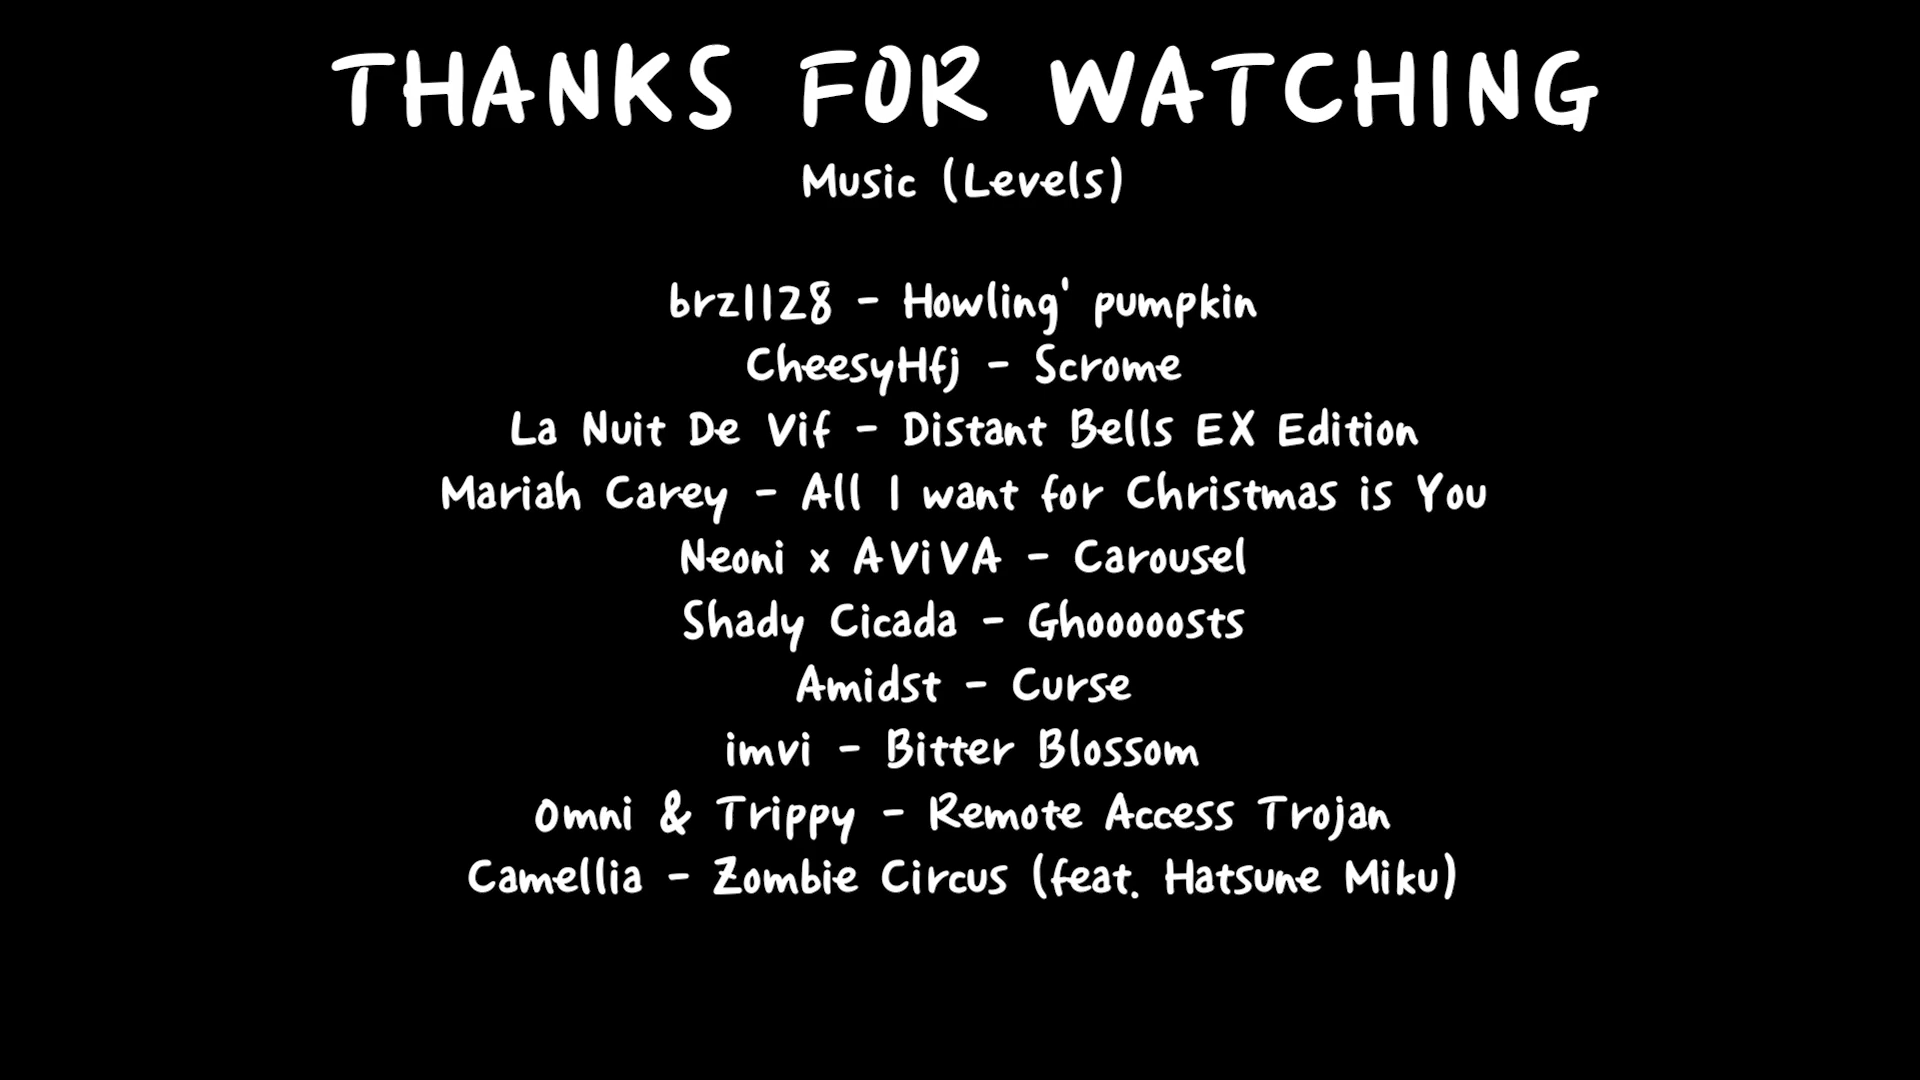 THANKS FOR WATCHING
Music (Levels)
brz1128 - Howling' pumpkin
CheesyHfj - Scrome
La Nuit De Vif - Distant Bells EX Edition
Mariah Carey - All I want for Christmas is You
Neoni x AViVA - Carousel
Shady Cicada - Ghooooosts
Amidst - Curse
imvi - Bitter Blossom
Omni & Trippy - Remote Access Trojan
Camellia - Zombie Circus (feat. Hatsune Miku)